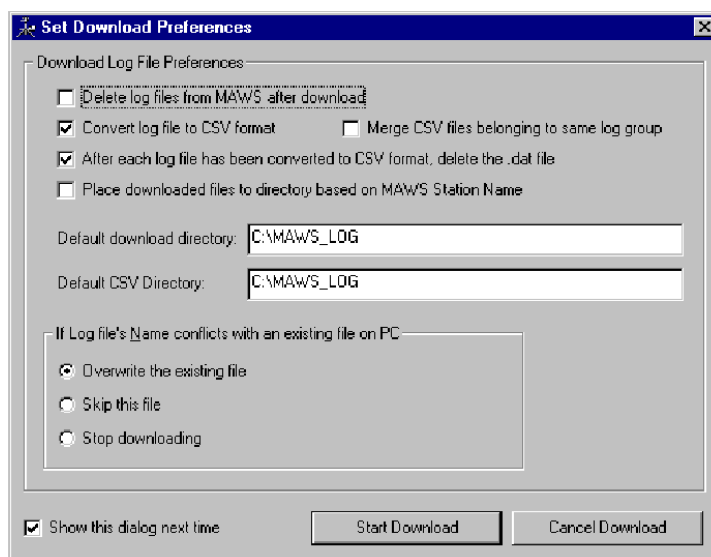 Set Download Preferences
Download Log File Preferences
Delete log files from MAWS after download
Convert log file to CSV format
Merge CSV files belonging to same log group
After each log file has been converted to CSV format, delete the .dat file
Place downloaded files to directory based on MAWS Station Name
Default download directory: C:\MAWS_LOG
Default CSV Directory: C:\MAWS_LOG
If Log file's Name conflicts with an existing file on PC
Overwrite the existing file
Skip this file
Stop downloading
Show this dialog next time
Start Download
Cancel Download